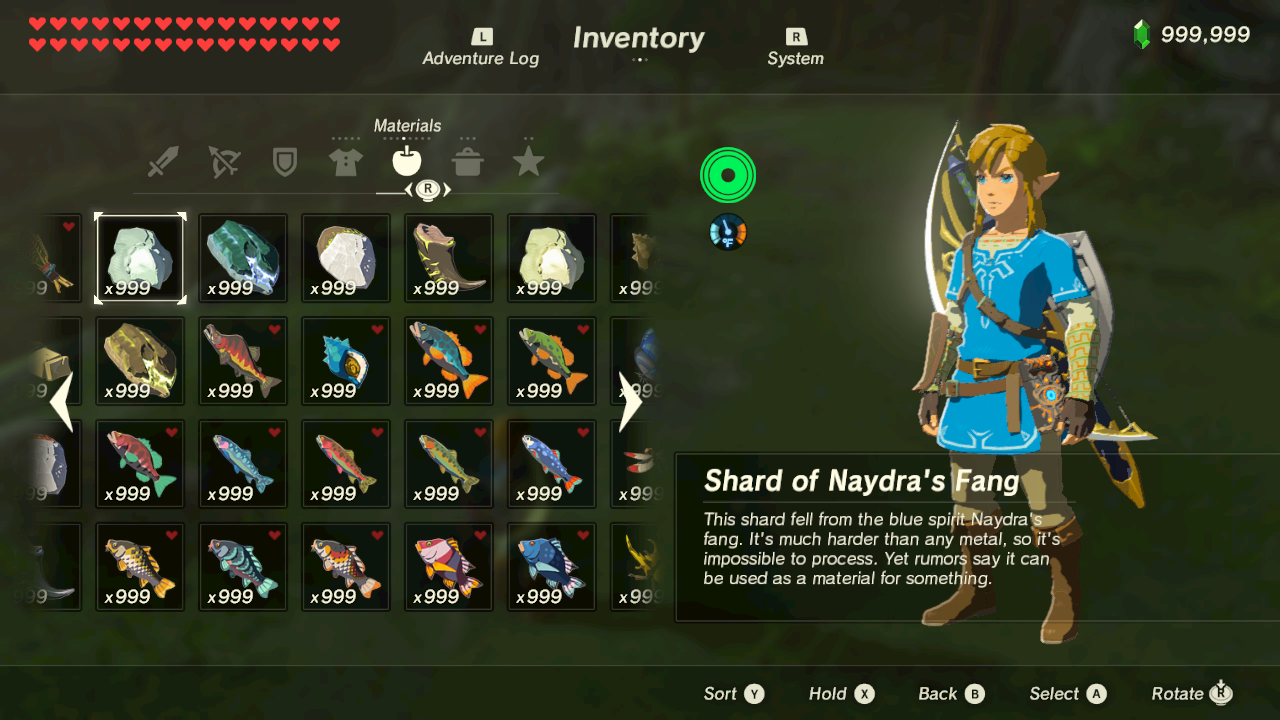 L
Adventure Log
Inventory
R
System
999,999
Materials
R
°F
x999 x999 x999 x999 x999
x999 x999 x999 x999 x999
x999 x999 x999 x999 x999
x999 x999 x999 x999 x999
Shard of Naydra's Fang
This shard fell from the blue spirit Naydra's
fang. It's much harder than any metal, so it's
impossible to process. Yet rumors say it can
be used as a material for something.
Sort Y Hold X Back B Select A Rotate R